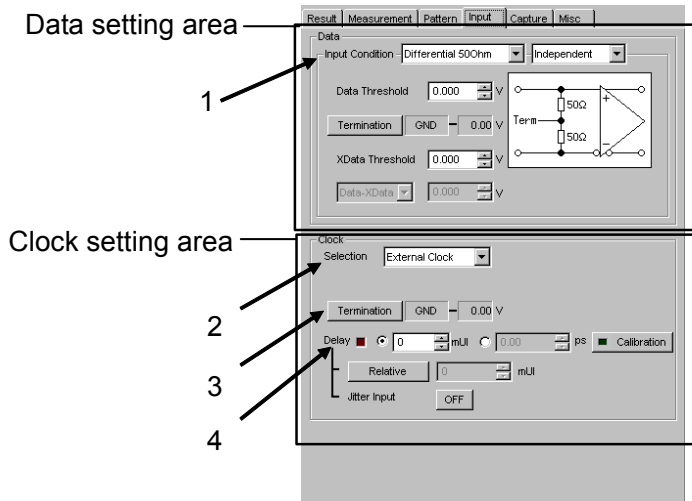 Data setting area
Result Measurement Pattern Input Capture Misc
Data
Input Condition Differential 50Ohm Independent
1
Data Threshold 0.000 V
50Ω
+
Termination GND 0.00 V
Term
50Ω
−
XData Threshold 0.000 V
Data-XData 0.000 V
Clock setting area
Clock
Selection External Clock
2
Termination GND 0.00 V
Delay 0 mUI 0.00 ps Calibration
3
Relative 0 mUI
Jitter Input OFF
4